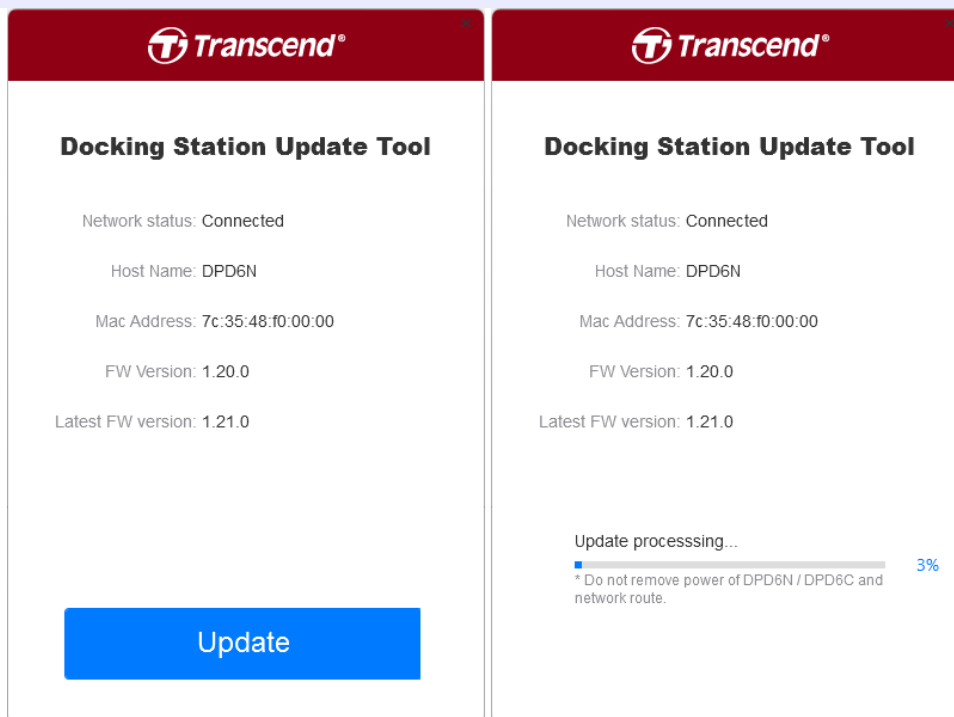 Transcend®
Docking Station Update Tool
Network status: Connected
Host Name: DPD6N
Mac Address: 7c:35:48:f0:00:00
FW Version: 1.20.0
Latest FW version: 1.21.0
Update
Transcend®
Docking Station Update Tool
Network status: Connected
Host Name: DPD6N
Mac Address: 7c:35:48:f0:00:00
FW Version: 1.20.0
Latest FW version: 1.21.0
Update processsing...
3%
* Do not remove power of DPD6N / DPD6C and
network route.